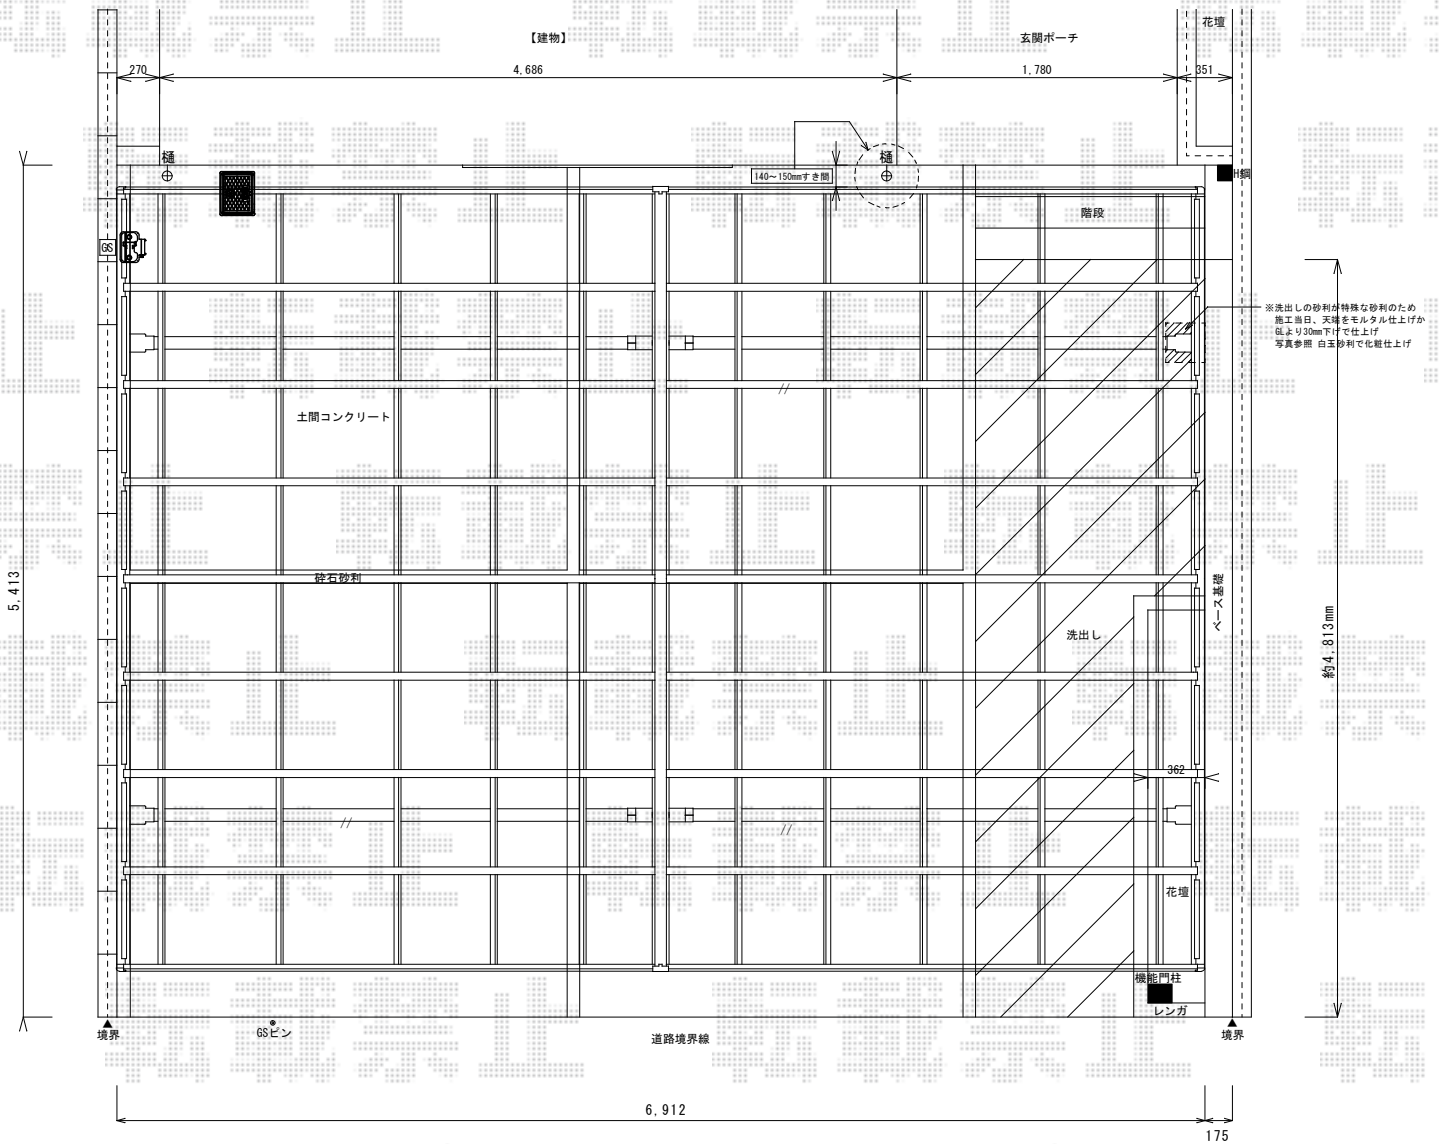 【建物】
玄関ポーチ
花壇
270
4,686
1,780
351
樋
樋
140~150mmすき間
H鋼
階段
GS
※洗出しの砂利が特殊な砂利のため
施工当日、天端をモルタル仕上げか
GLより30mm下げで仕上げ
写真参照 白玉砂利で化粧仕上げ
土間コンクリート
砕石砂利
5,413
ベース基礎
洗出し
約4,813mm
362
花壇
機能門柱
レンガ
境界
GSピン
道路境界線
境界
6,912
175
転載禁止